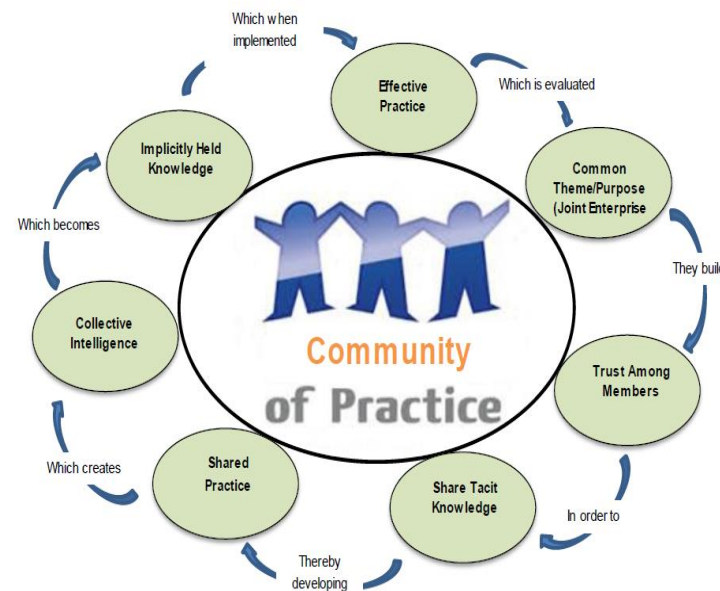 Which when
implemented
Effective
Practice
Which is evaluated
Common
Theme/Purpose
(Joint Enterprise
They build
Trust Among
Members
In order to
Share Tacit
Knowledge
Thereby
developing
Shared
Practice
Which creates
Collective
Intelligence
Which becomes
Implicitly Held
Knowledge
Community
of Practice